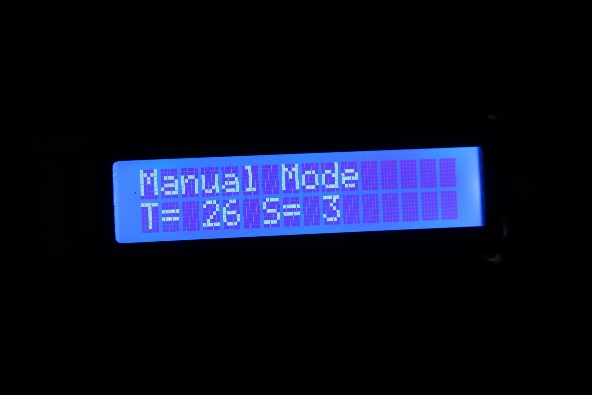 Manual Mode
T= 26 S= 3